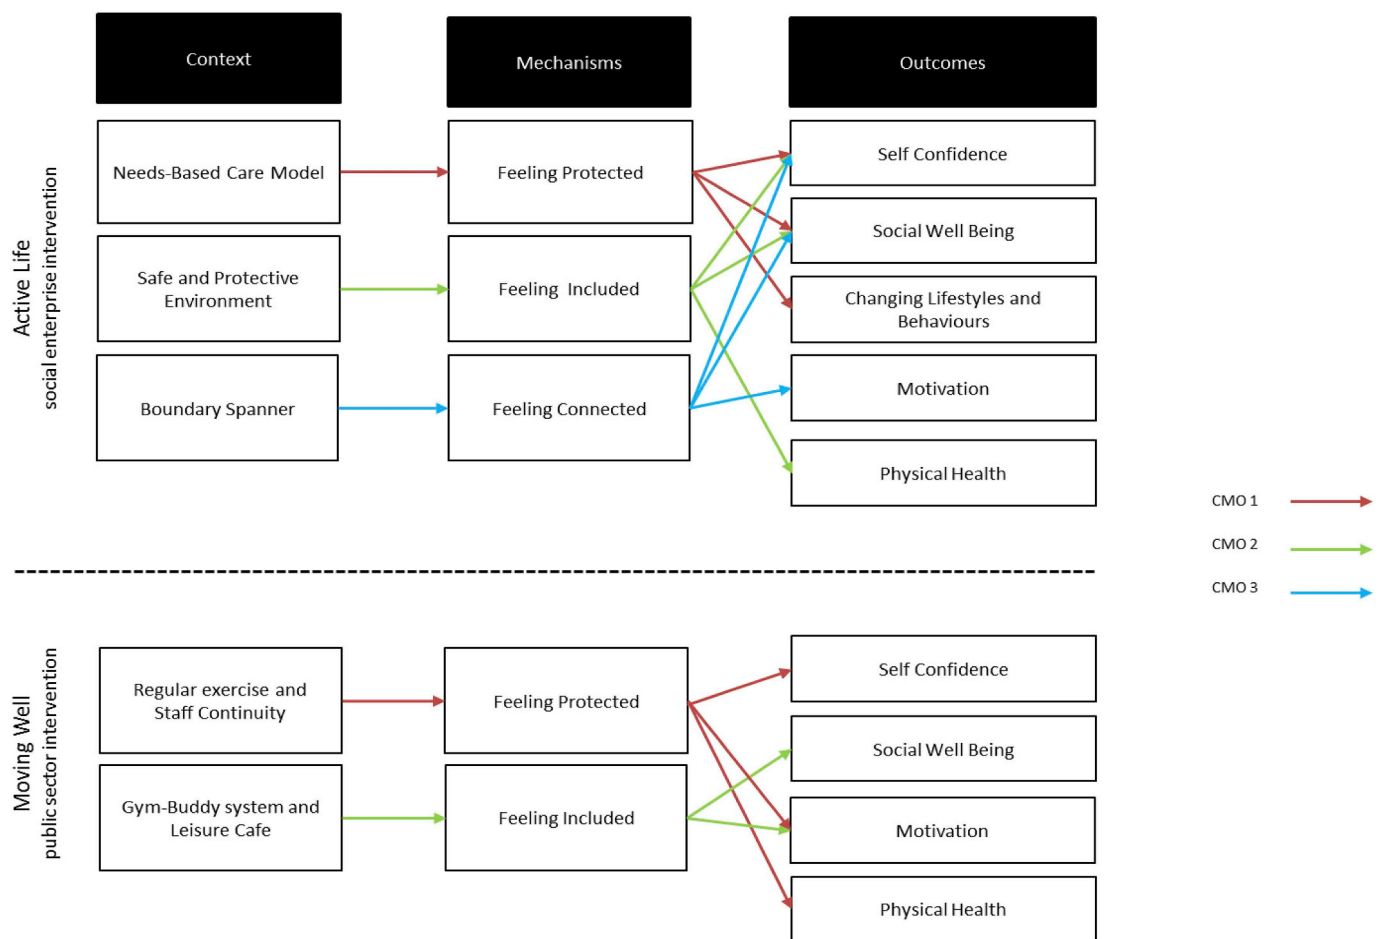 Context
Mechanisms
Outcomes
Active Life
social enterprise intervention
Needs-Based Care Model
Feeling Protected
Self Confidence
Social Well Being
Safe and Protective
Environment
Feeling Included
Changing Lifestyles and
Behaviours
Boundary Spanner
Feeling Connected
Motivation
Physical Health
CMO 1
CMO 2
CMO 3
Moving Well
public sector intervention
Regular exercise and
Staff Continuity
Feeling Protected
Self Confidence
Social Well Being
Gym-Buddy system and
Leisure Cafe
Feeling Included
Motivation
Physical Health